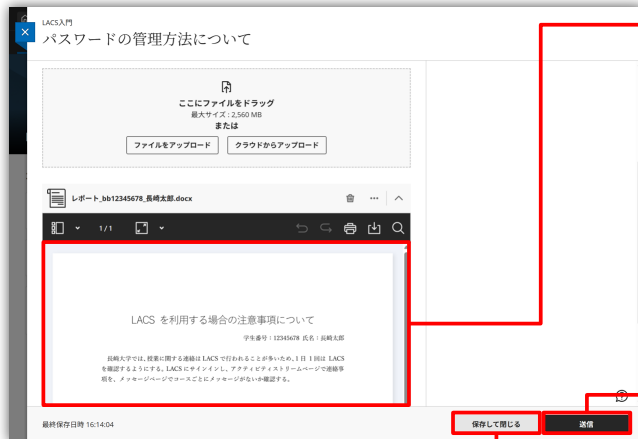 LACS入門
パスワードの管理方法について
ここにファイルをドラッグ
最大サイズ : 2,560 MB
または
ファイルをアップロード
クラウドからアップロード
レポート_bb12345678_長崎太郎.docx
1/1
LACS を利用する場合の注意事項について
学生番号：12345678 氏名：長崎太郎
長崎大学では、授業に関する連絡は LACS で行われることが多いため、1 日 1 回は LACS
を確認するようにする。LACS にサインインし、アクティビティストリームページで連絡事
項を、メッセージページでコースごとにメッセージがないか確認する。
最終保存日時 16:14:04
保存して閉じる
送信